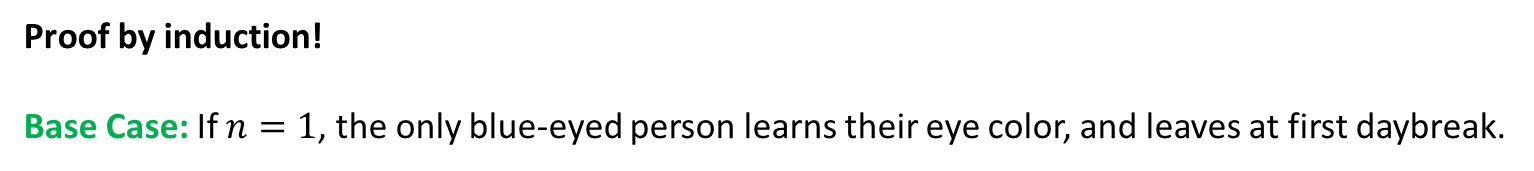 Proof by induction!
Base Case: If n = 1, the only blue-eyed person learns their eye color, and leaves at first daybreak.